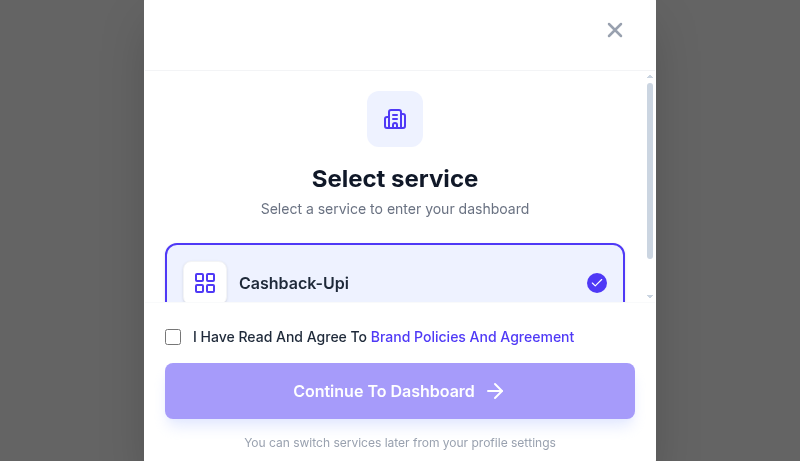 Select service
Select a service to enter your dashboard
Cashback-Upi
I Have Read And Agree To Brand Policies And Agreement
Continue To Dashboard
You can switch services later from your profile settings